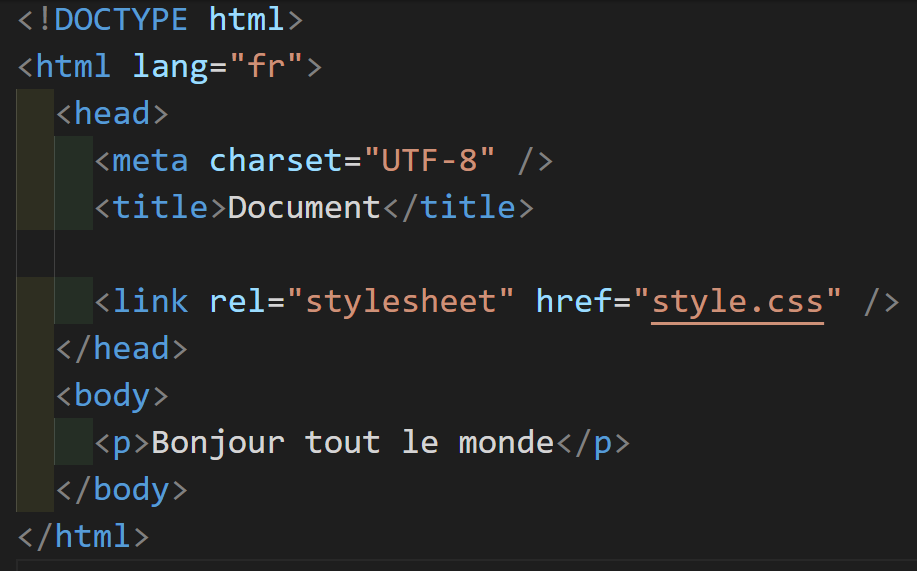 <!DOCTYPE html>
<html lang="fr">
  <head>
    <meta charset="UTF-8" />
    <title>Document</title>

    <link rel="stylesheet" href="style.css" />
  </head>
  <body>
    <p>Bonjour tout le monde</p>
  </body>
</html>